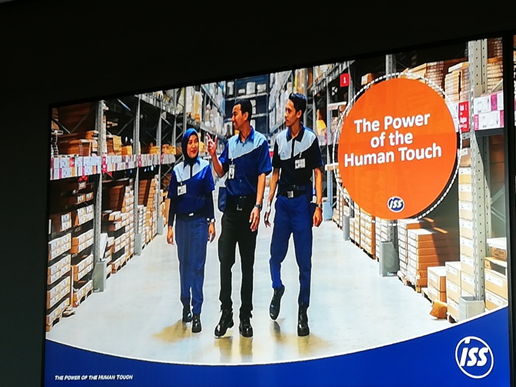 The Power
of the
Human Touch
iss
THE POWER OF THE HUMAN TOUCH
iss